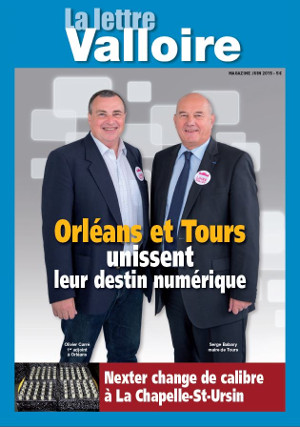 La lettre
Valloire
MAGAZINE JUIN 2015 - 9 €
Orléans et Tours
unissent
leur destin numérique
Olivier Carré
1er adjoint
à Orléans
Serge Babary
maire de Tours
Nexter change de calibre
à La Chapelle-St-Ursin